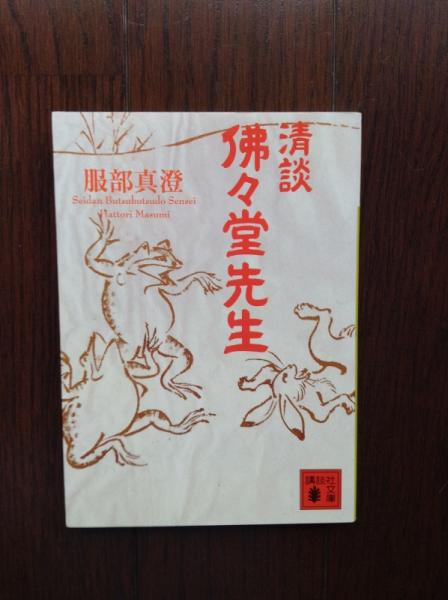 清談
佛々堂先生
服部真澄
Seidan Butsubutsudo Sensei
Hattori Masumi
講談社
文庫